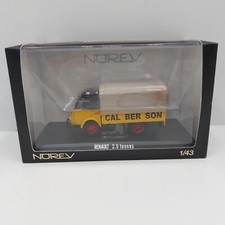 NOREV
CAL BER SON
RENAULT 2.5 tonnes
NOREV
1/43